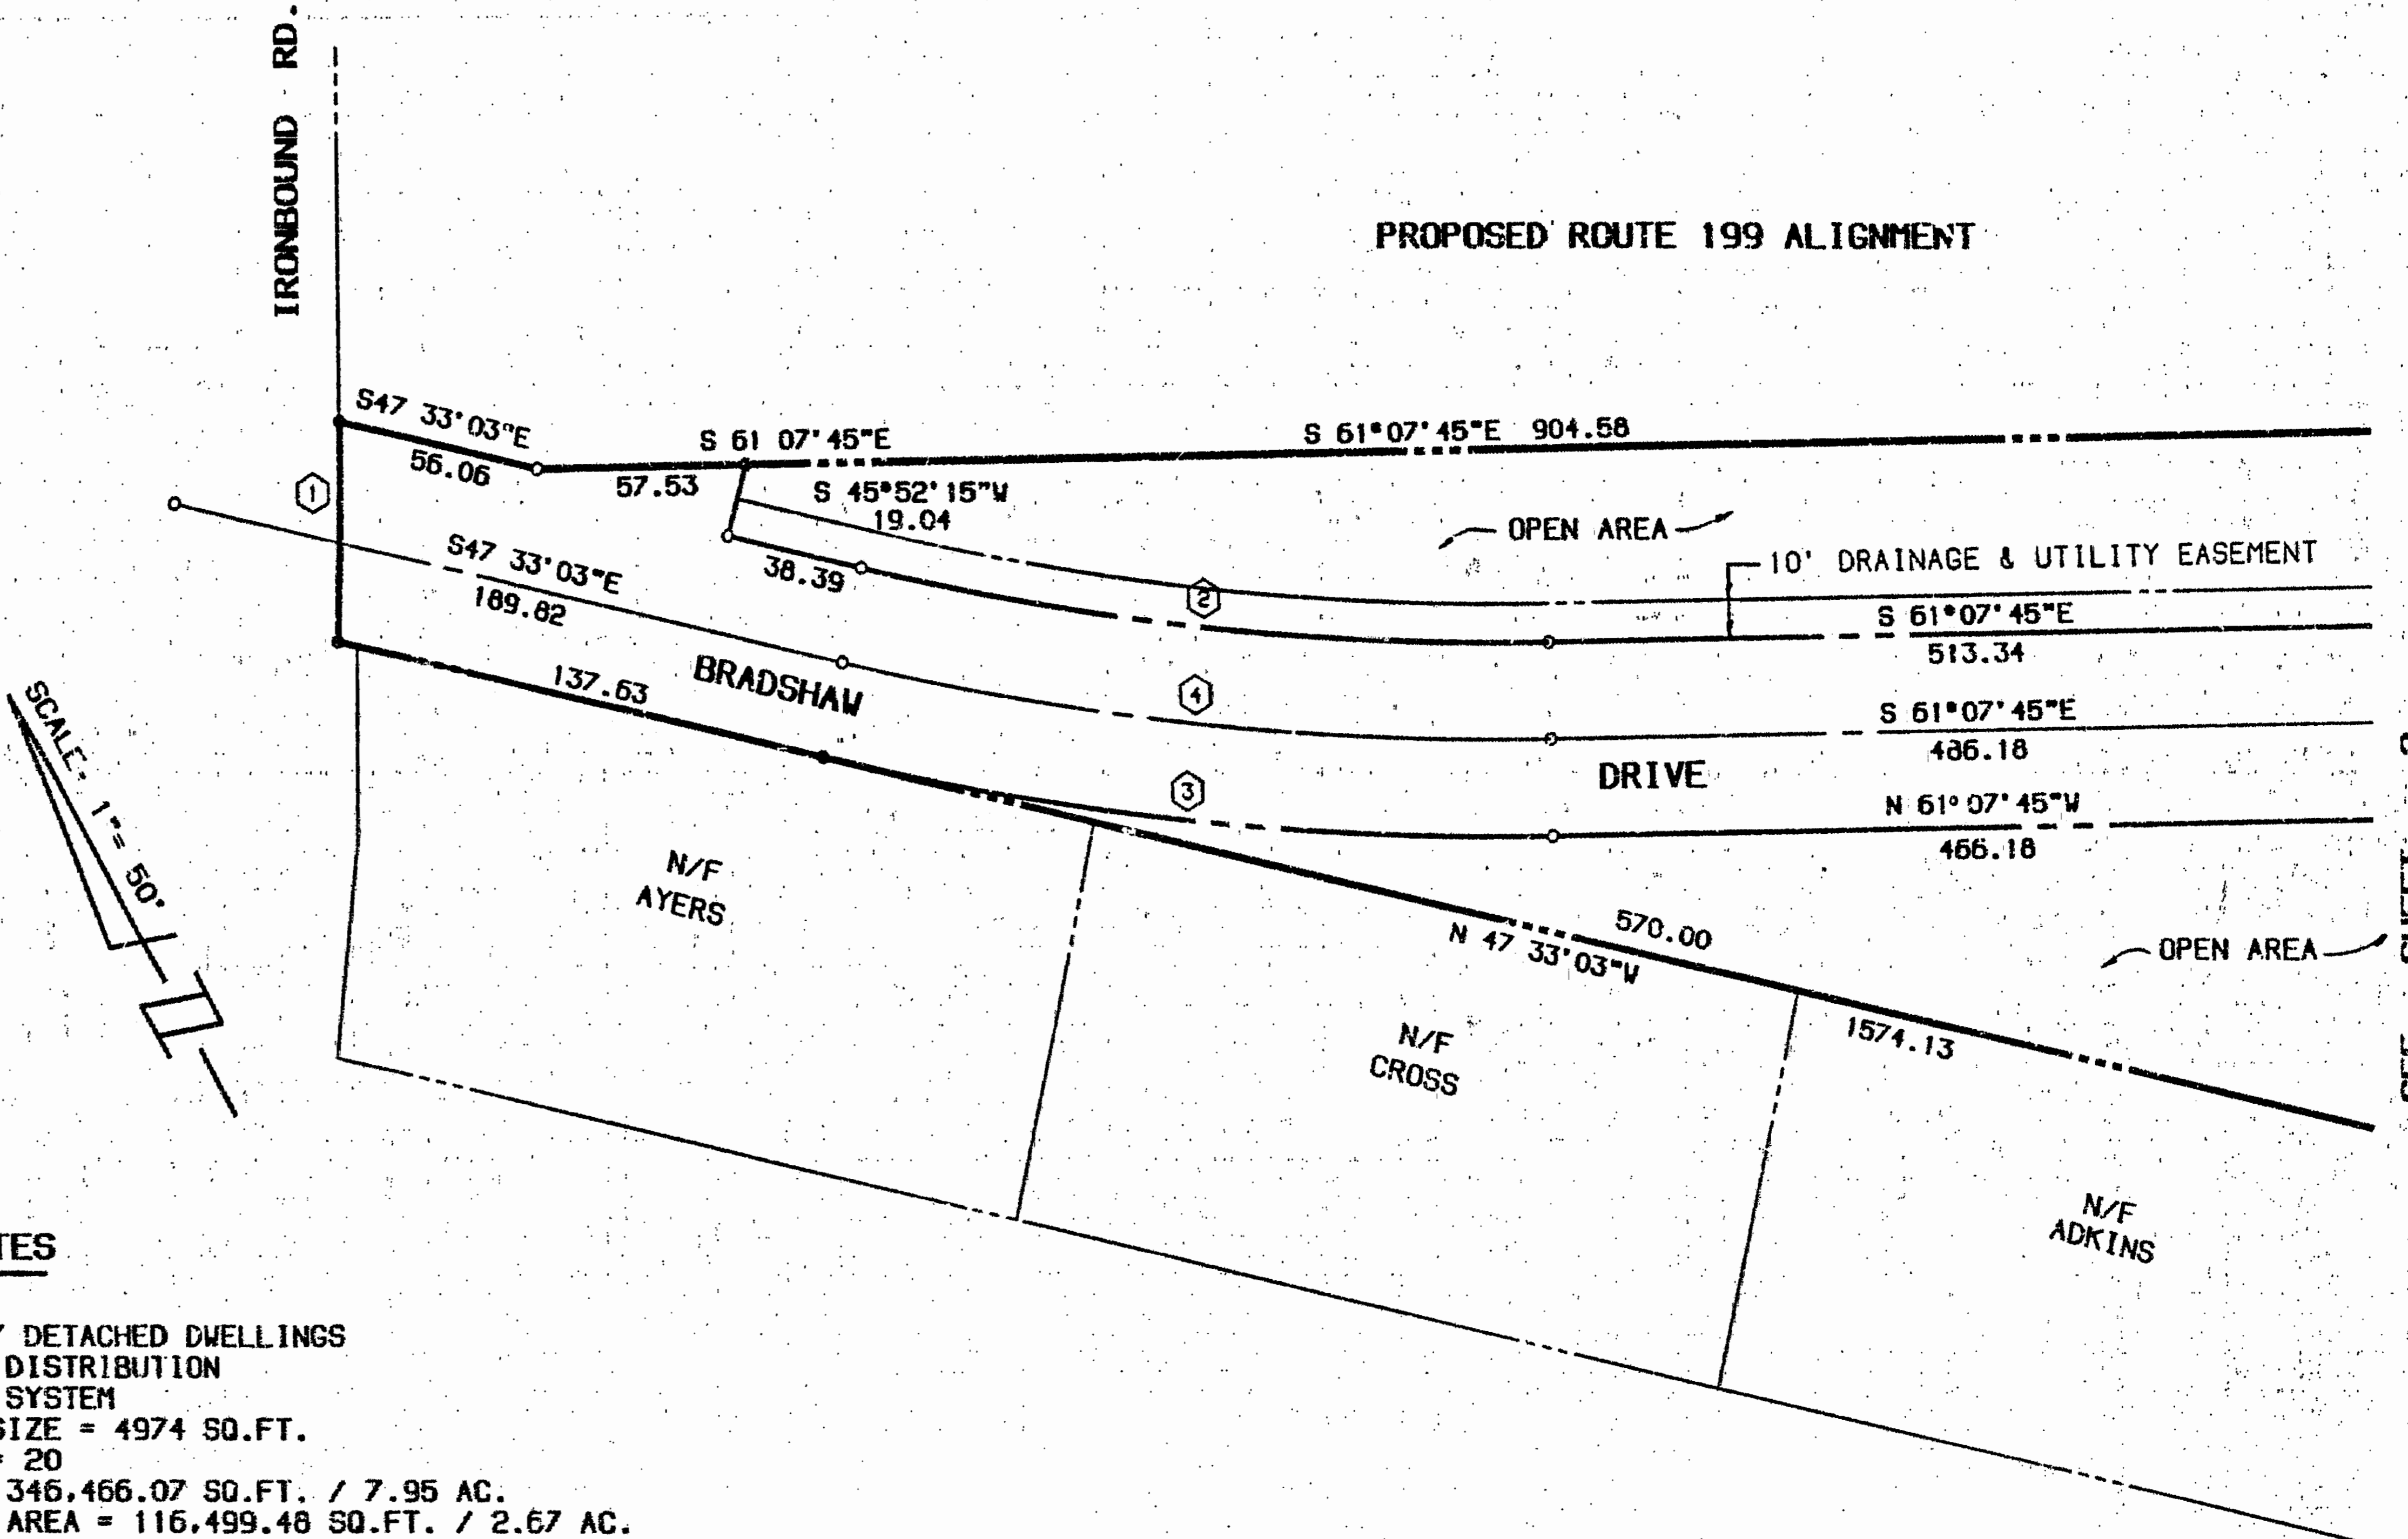 IRONBOUND RD.
PROPOSED ROUTE 199 ALIGNMENT
S47 33'03"E
56.06
S 61 07'45"E
57.53
S 61°07'45"E 904.58
1
S 45°52'15"W
19.04
OPEN AREA
10' DRAINAGE & UTILITY EASEMENT
38.39
2
S 61°07'45"E
513.34
S47 33'03"E
189.82
137.63
BRADSHAW
4
S 61°07'45"E
486.18
DRIVE
3
N 61°07'45"W
466.18
SCALE: 1"= 50'
N/F
AYERS
570.00
N 47 33'03"W
OPEN AREA
1574.13
N/F
CROSS
N/F
ADKINS
TES
DETACHED DWELLINGS
DISTRIBUTION
SYSTEM
SIZE = 4974 SQ.FT.
= 20
346,466.07 SQ.FT. / 7.95 AC.
AREA = 116,499.48 SQ.FT. / 2.67 AC.